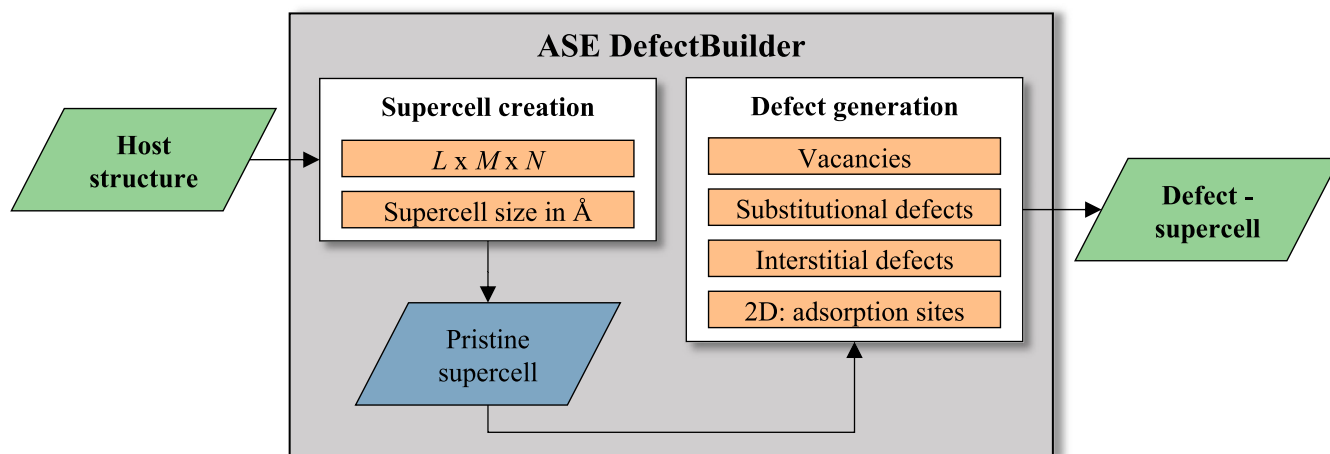 ASE DefectBuilder
Host
structure
Supercell creation
L x M x N
Supercell size in Å
Pristine
supercell
Defect generation
Vacancies
Substitutional defects
Interstitial defects
2D: adsorption sites
Defect -
supercell